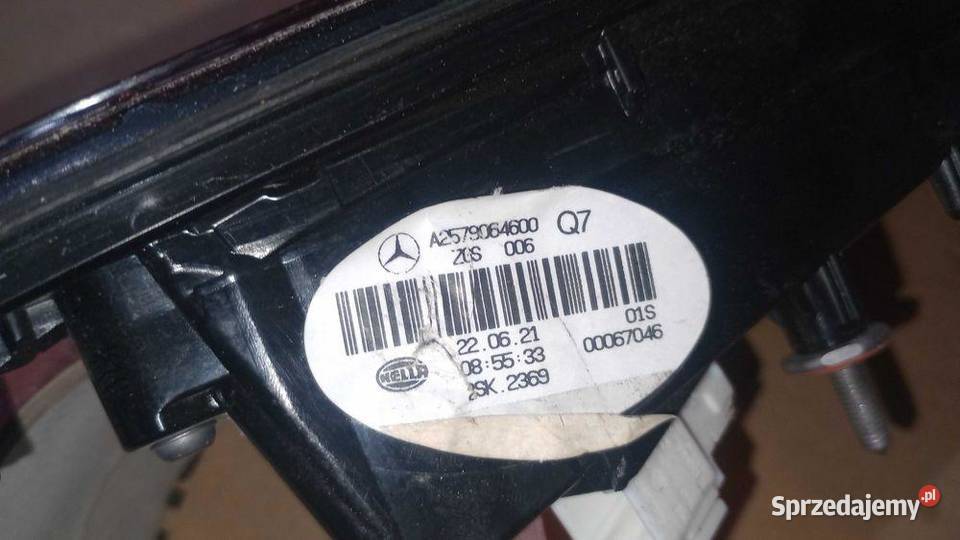 A2579064600 Q7
ZGS 006
01S
22.06.21 00067046
08:55:33
HELLA 2SK.2369
Sprzedajemy.pl